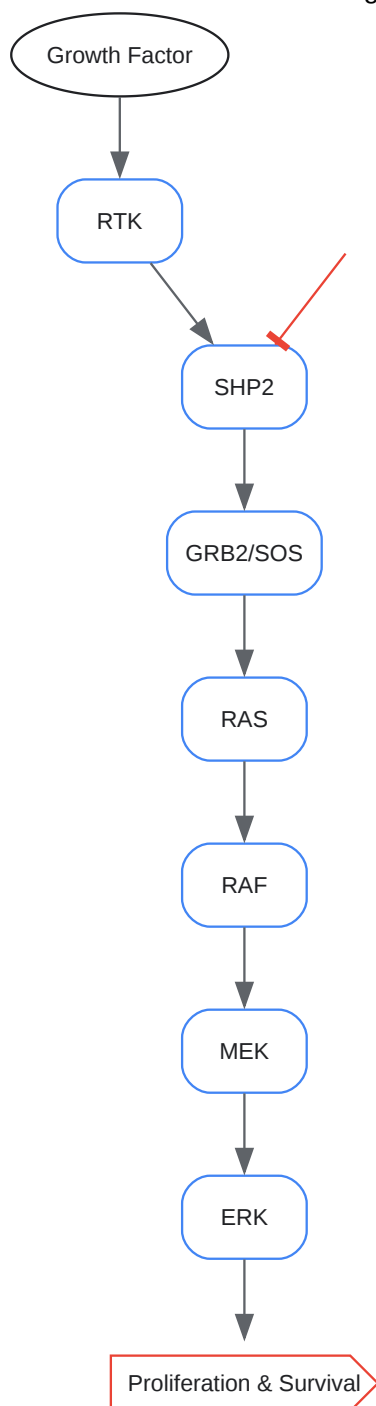 Growth Factor
RTK
SHP2
GRB2/SOS
RAS
RAF
MEK
ERK
Proliferation & Survival